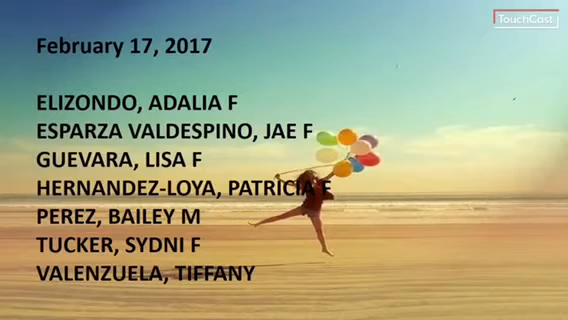 TouchCast
February 17, 2017
ELIZONDO, ADALIA F
ESPARZA VALDESPINO, JAE F
GUEVARA, LISA F
HERNANDEZ-LOYA, PATRICIA F
PEREZ, BAILEY M
TUCKER, SYDNI F
VALENZUELA, TIFFANY